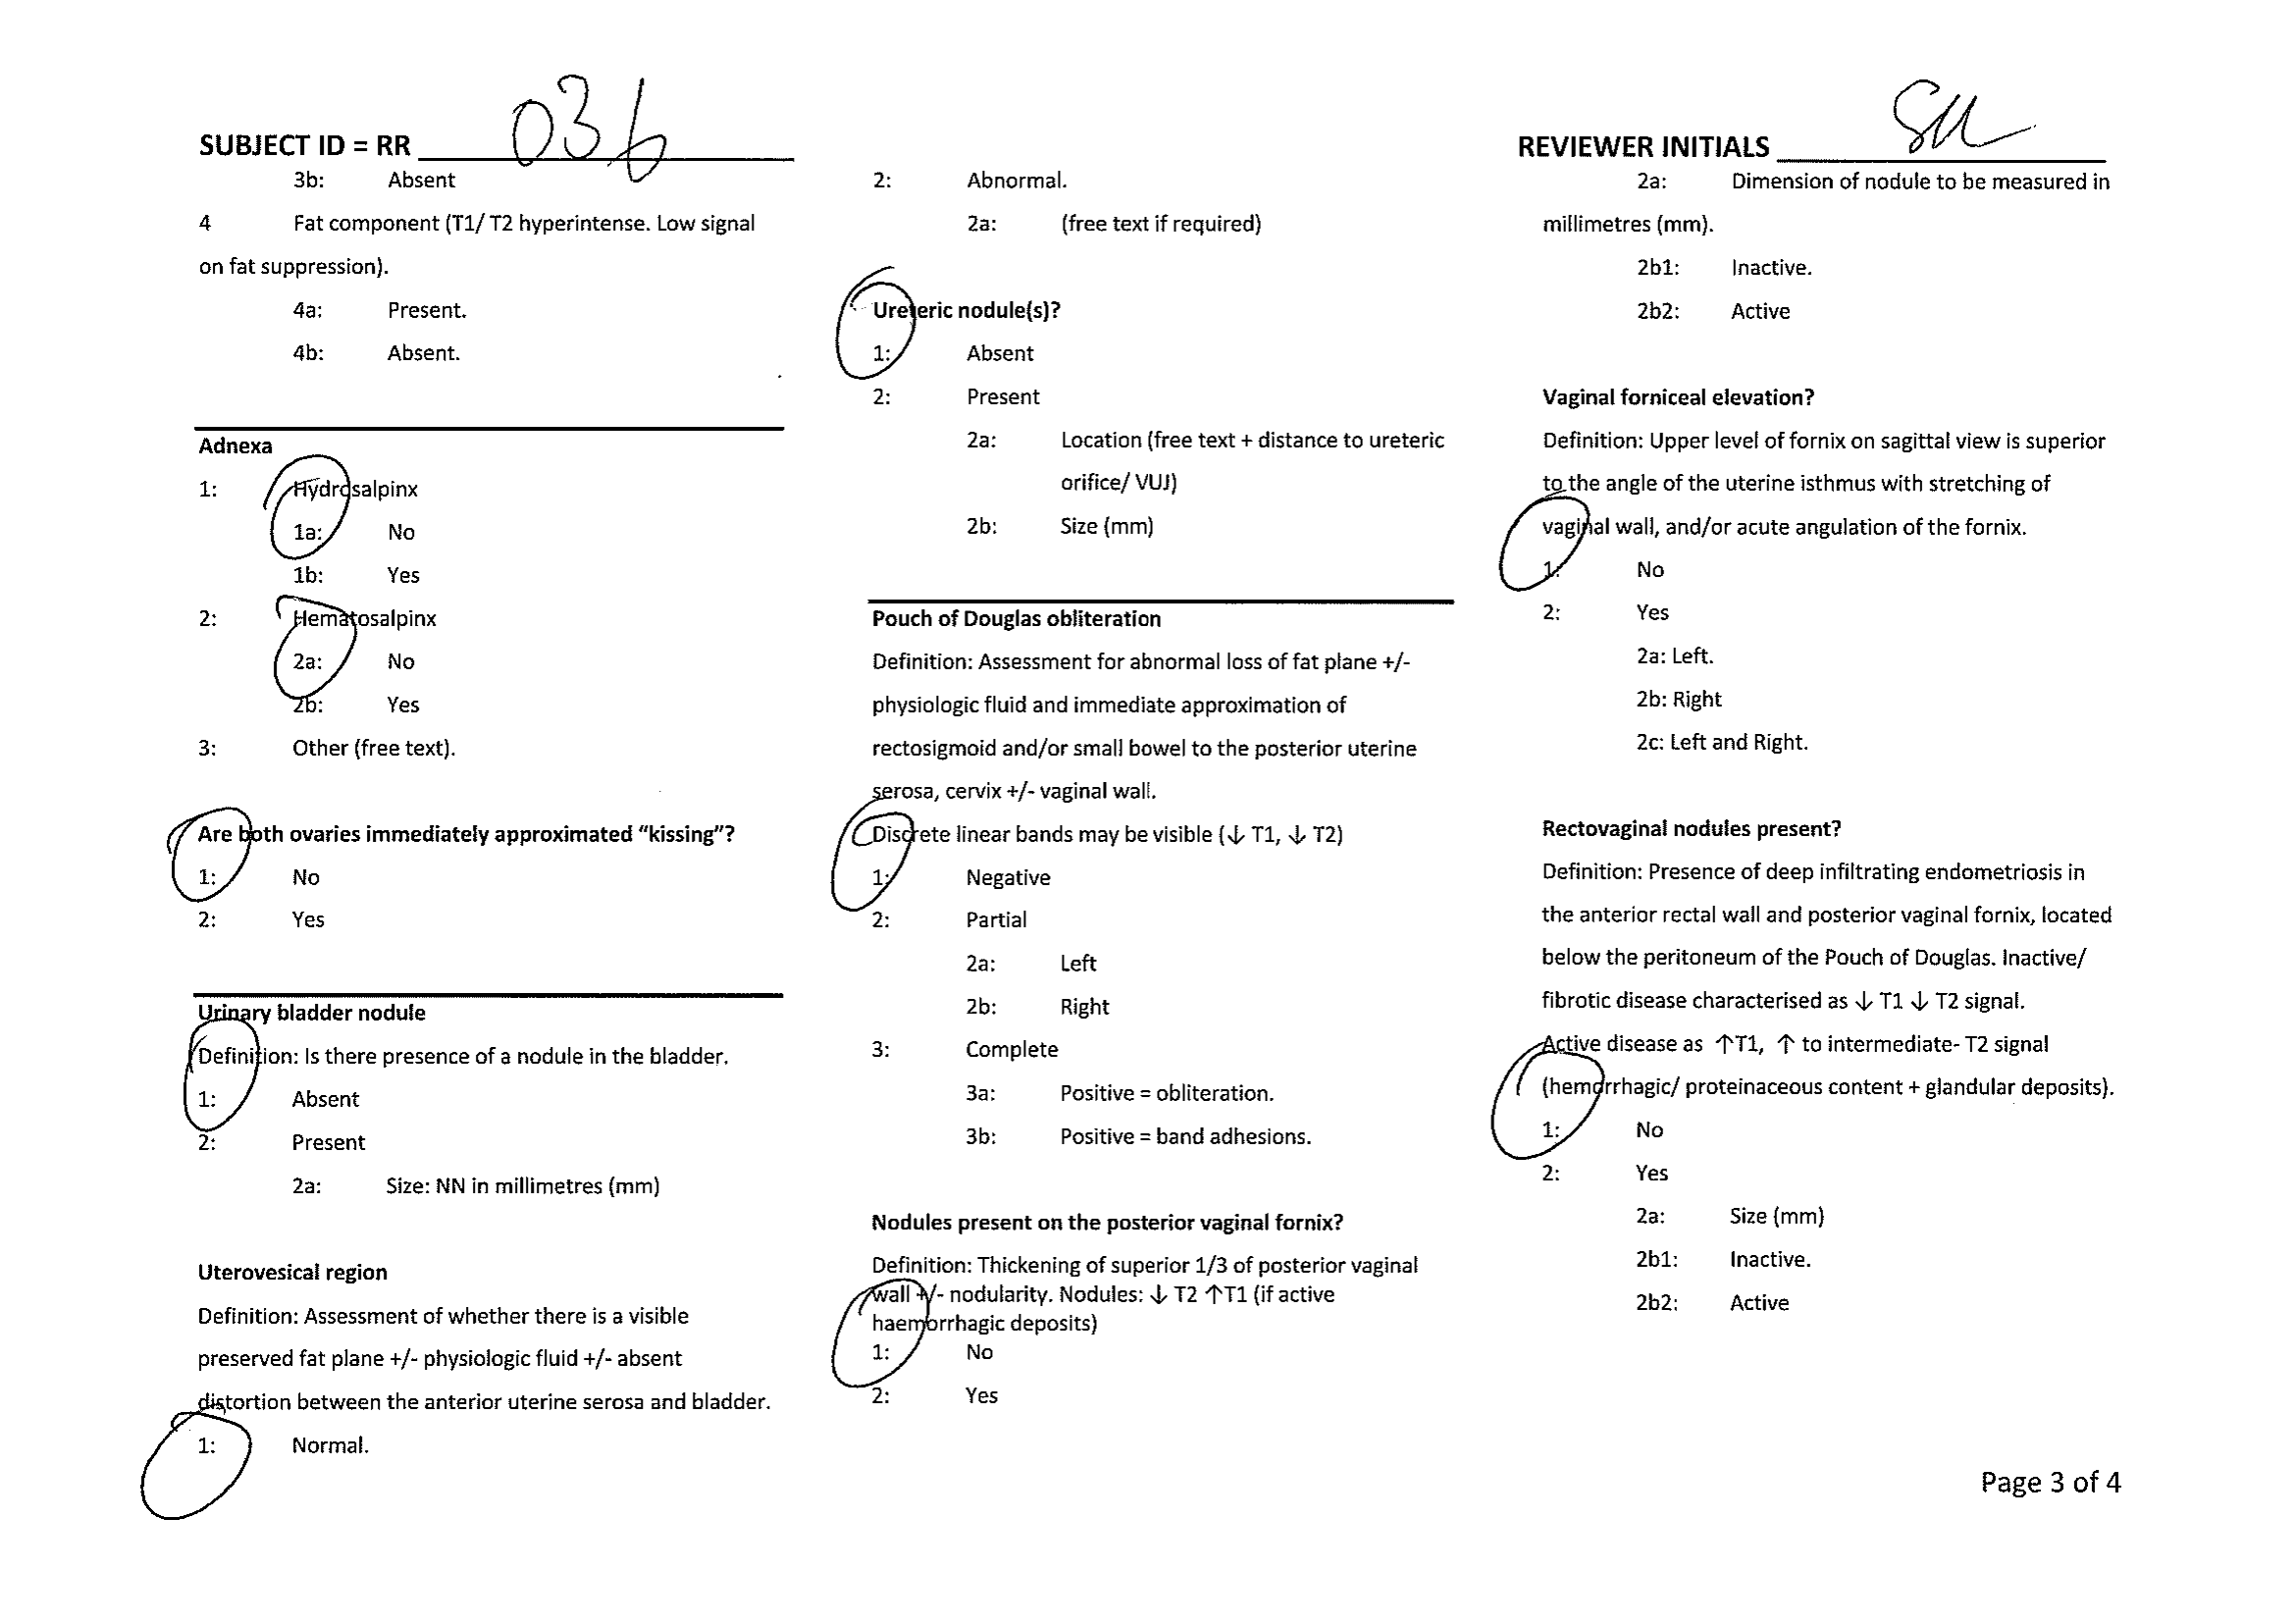 SUBJECT ID = RR 036
REVIEWER INITIALS SM
3b: Absent
4 Fat component (T1/ T2 hyperintense. Low signal
on fat suppression).
4a: Present.
4b: Absent.
Adnexa
1: Hydrosalpinx
1a: No
1b: Yes
2: Hematosalpinx
2a: No
2b: Yes
3: Other (free text).
Are both ovaries immediately approximated “kissing”?
1: No
2: Yes
Urinary bladder nodule
Definition: Is there presence of a nodule in the bladder.
1: Absent
2: Present
2a: Size: NN in millimetres (mm)
Uterovesical region
Definition: Assessment of whether there is a visible
preserved fat plane +/- physiologic fluid +/- absent
distortion between the anterior uterine serosa and bladder.
1: Normal.
2: Abnormal.
2a: (free text if required)
Ureteric nodule(s)?
1: Absent
2: Present
2a: Location (free text + distance to ureteric
orifice/ VUJ)
2b: Size (mm)
Pouch of Douglas obliteration
Definition: Assessment for abnormal loss of fat plane +/-
physiologic fluid and immediate approximation of
rectosigmoid and/or small bowel to the posterior uterine
serosa, cervix +/- vaginal wall.
Discrete linear bands may be visible (↓ T1, ↓ T2)
1: Negative
2: Partial
2a: Left
2b: Right
3: Complete
3a: Positive = obliteration.
3b: Positive = band adhesions.
Nodules present on the posterior vaginal fornix?
Definition: Thickening of superior 1/3 of posterior vaginal
wall +/- nodularity. Nodules: ↓ T2 ↑T1 (if active
haemorrhagic deposits)
1: No
2: Yes
2a: Dimension of nodule to be measured in
millimetres (mm).
2b1: Inactive.
2b2: Active
Vaginal forniceal elevation?
Definition: Upper level of fornix on sagittal view is superior
to the angle of the uterine isthmus with stretching of
vaginal wall, and/or acute angulation of the fornix.
1: No
2: Yes
2a: Left.
2b: Right
2c: Left and Right.
Rectovaginal nodules present?
Definition: Presence of deep infiltrating endometriosis in
the anterior rectal wall and posterior vaginal fornix, located
below the peritoneum of the Pouch of Douglas. Inactive/
fibrotic disease characterised as ↓ T1 ↓ T2 signal.
Active disease as ↑T1, ↑ to intermediate- T2 signal
(hemorrhagic/ proteinaceous content + glandular deposits).
1: No
2: Yes
2a: Size (mm)
2b1: Inactive.
2b2: Active
Page 3 of 4